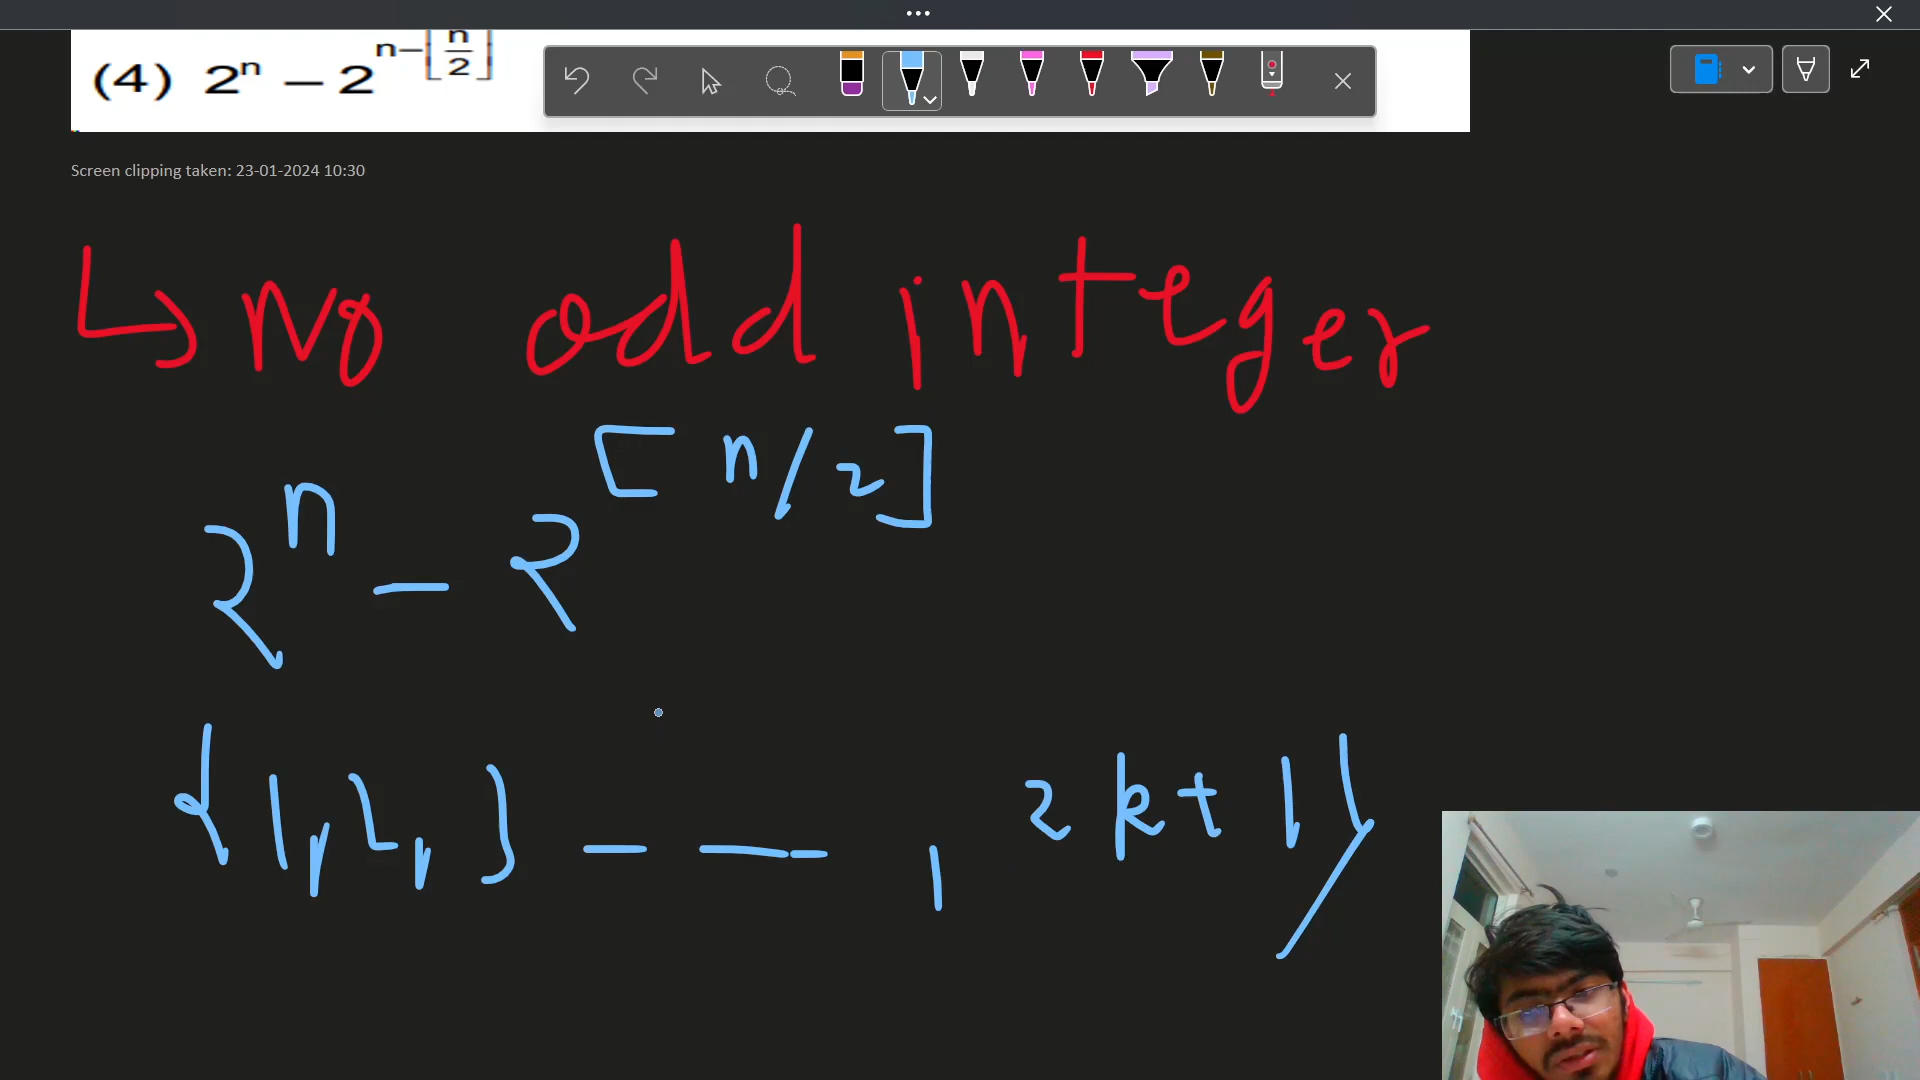 (4) 2ⁿ – 2^(n–[n/2])
Screen clipping taken: 23-01-2024 10:30
↳ No odd integer
2ⁿ – 2^[n/2]
{1, 2, } – – – , 2k+1}